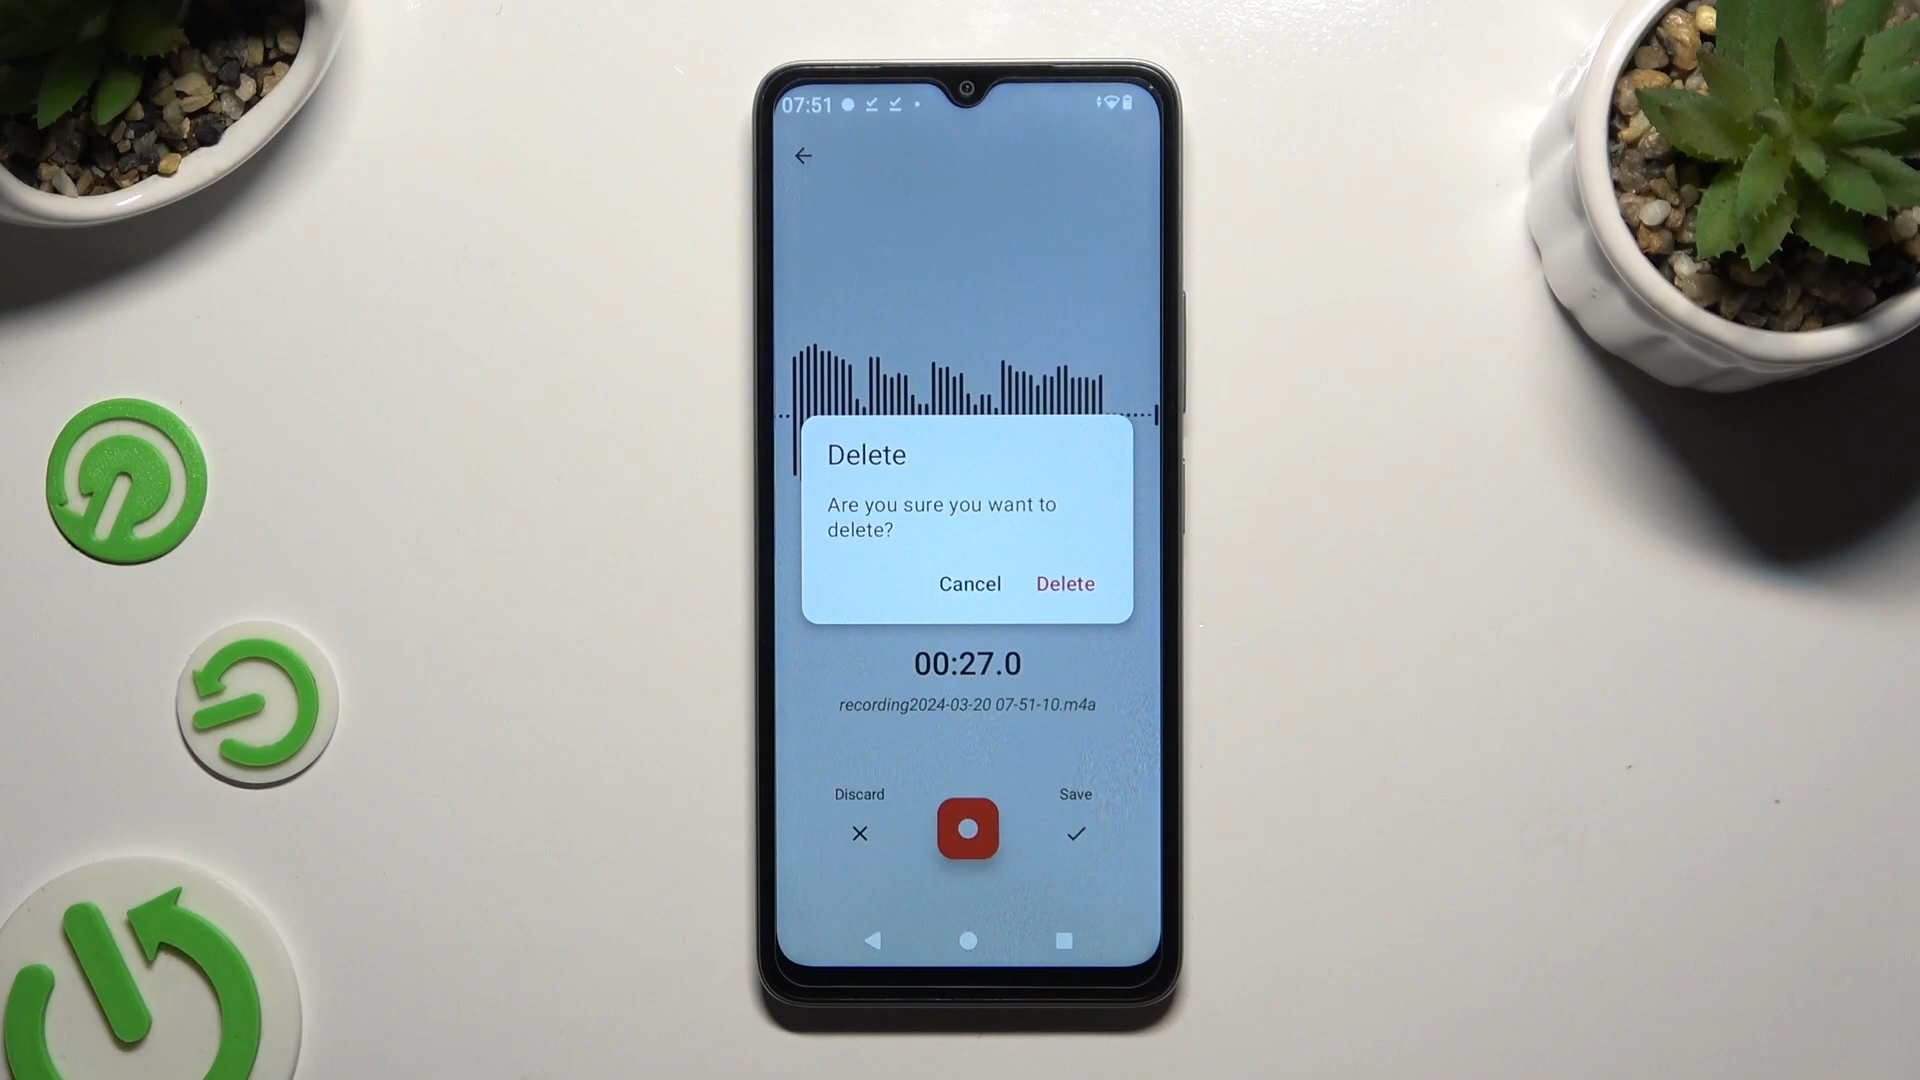 07:51
Delete
Are you sure you want to
delete?
Cancel Delete
00:27.0
recording2024-03-20 07-51-10.m4a
Discard Save